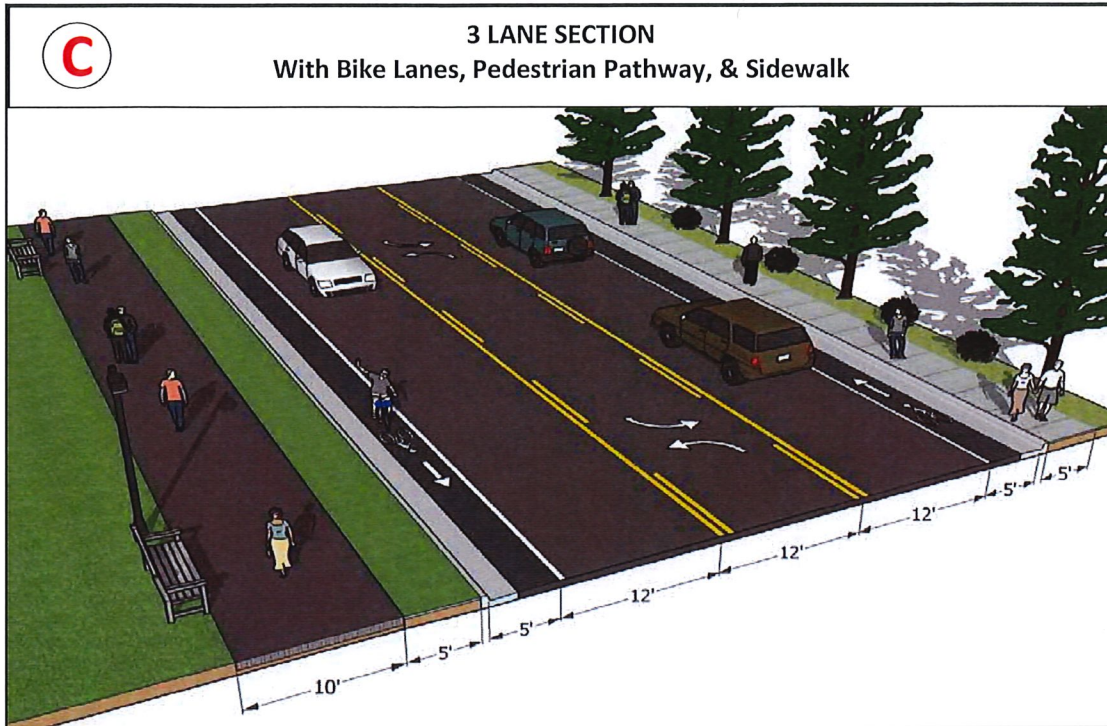 C
3 LANE SECTION
With Bike Lanes, Pedestrian Pathway, & Sidewalk
10'
5'
5'
12'
12'
12'
5'
5'